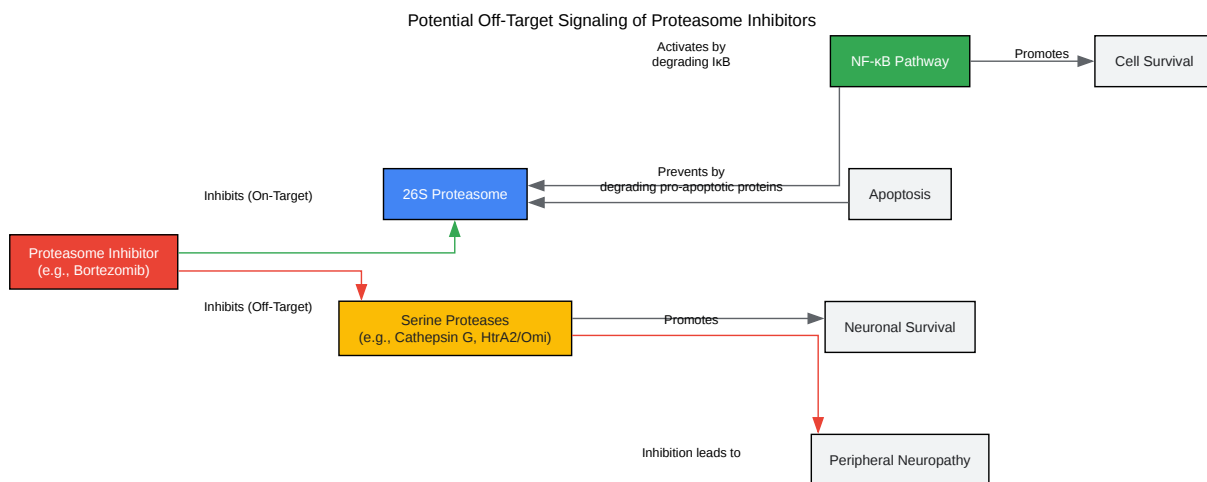 Potential Off-Target Signaling of Proteasome Inhibitors
Activates by
degrading IκB
NF-κB Pathway
Promotes
Cell Survival
Inhibits (On-Target)
26S Proteasome
Prevents by
degrading pro-apoptotic proteins
Apoptosis
Proteasome Inhibitor
(e.g., Bortezomib)
Inhibits (Off-Target)
Serine Proteases
(e.g., Cathepsin G, HtrA2/Omi)
Promotes
Neuronal Survival
Inhibition leads to
Peripheral Neuropathy